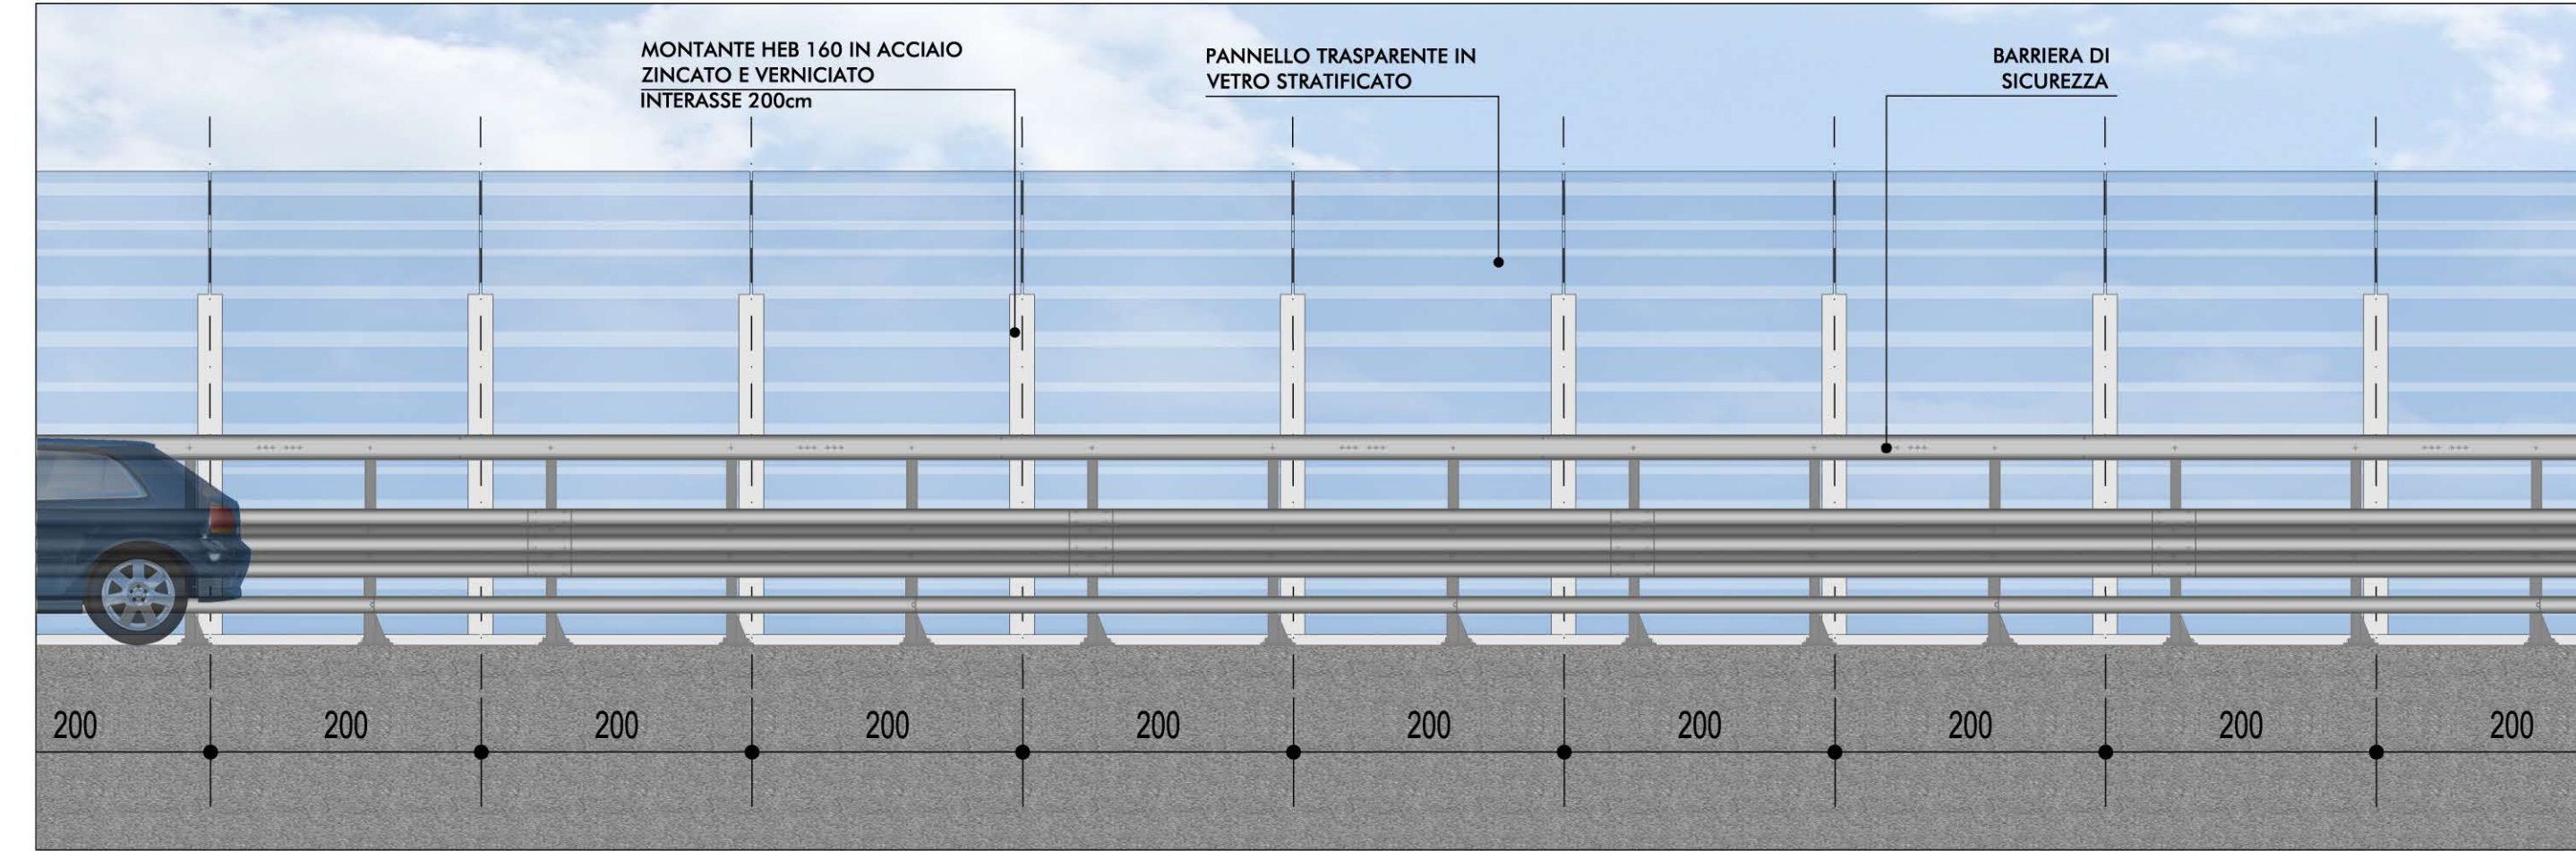 MONTANTE HEB 160 IN ACCIAIO
ZINCATO E VERNICIATO
INTERASSE 200cm
PANNELLO TRASPARENTE IN
VETRO STRATIFICATO
BARRIERA DI
SICUREZZA
200 200 200 200 200 200 200 200 200 200